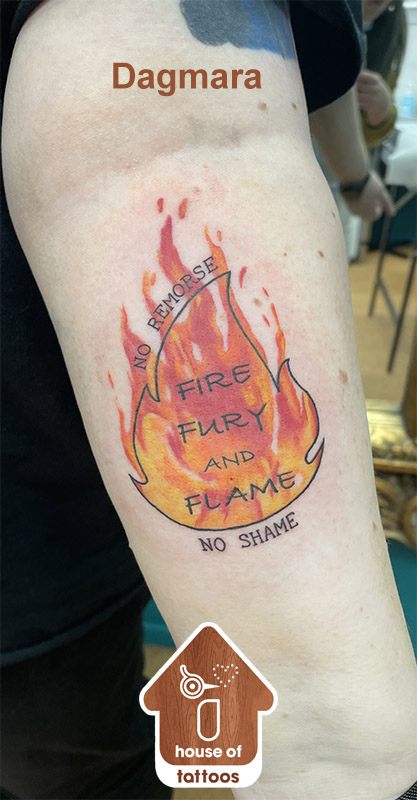 Dagmara
NO REMORSE
FIRE
FURY
AND
FLAME
NO SHAME
house of
tattoos